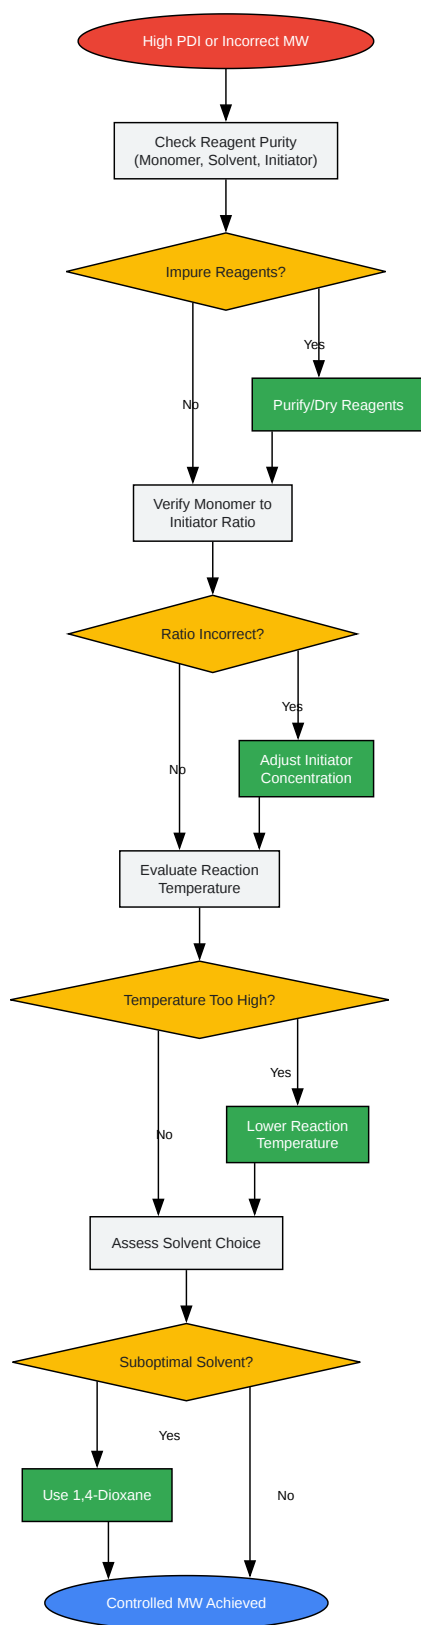 High PDI or Incorrect MW
Check Reagent Purity
(Monomer, Solvent, Initiator)
Impure Reagents?
Yes
No
Purify/Dry Reagents
Verify Monomer to
Initiator Ratio
Ratio Incorrect?
Yes
No
Adjust Initiator
Concentration
Evaluate Reaction
Temperature
Temperature Too High?
Yes
No
Lower Reaction
Temperature
Assess Solvent Choice
Suboptimal Solvent?
Yes
No
Use 1,4-Dioxane
Controlled MW Achieved